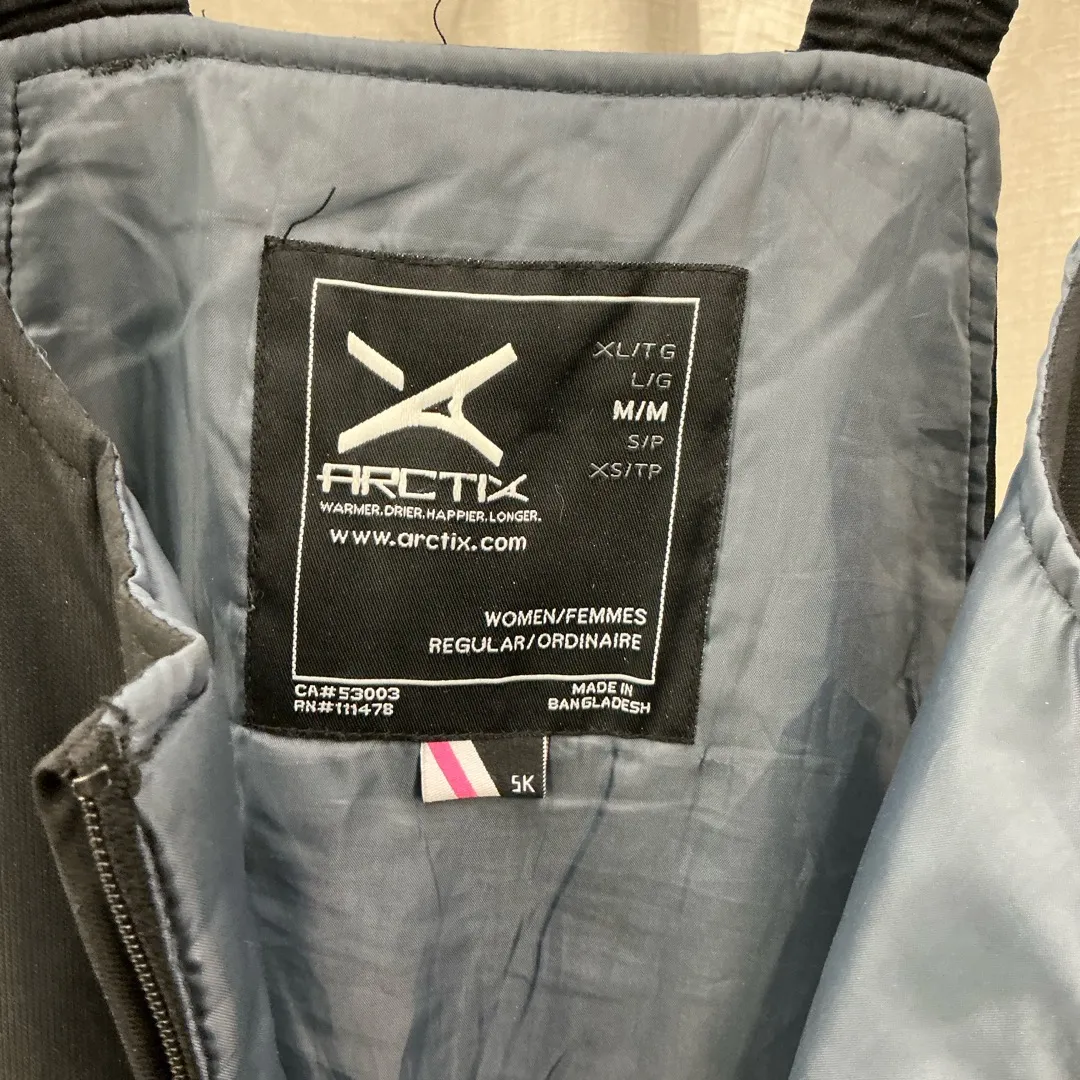 XL/TG
L/G
M/M
S/P
XS/TP
ARCTIX
WARMER.DRIER.HAPPIER.LONGER.
www.arctix.com
WOMEN/FEMMES
REGULAR/ORDINAIRE
CA#53003
RN#111478
MADE IN
BANGLADESH
5K